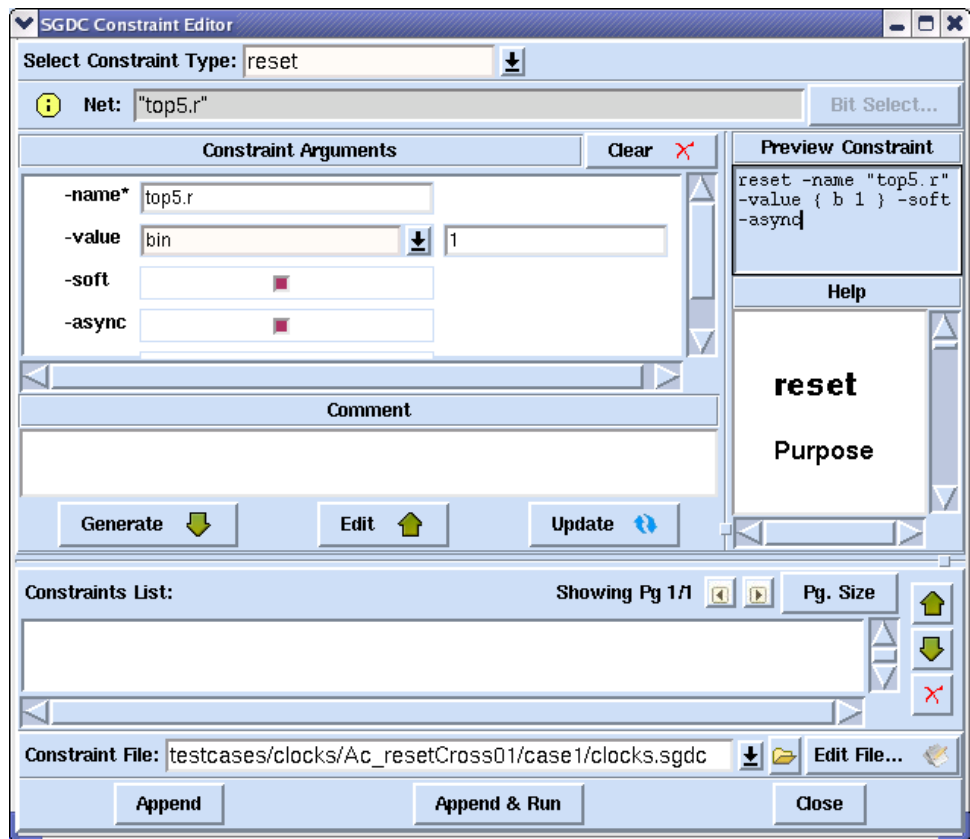 SGDC Constraint Editor
Select Constraint Type: reset
Net: "top5.r" Bit Select...
Constraint Arguments
Clear
-name* top5.r
-value bin 1
-soft
-async
Preview Constraint
reset -name "top5.r"
-value { b 1 } -soft
-async
Help
reset
Purpose
Comment
Generate
Edit
Update
Constraints List:
Showing Pg 1/1
Pg. Size
Constraint File: testcases/clocks/Ac_resetCross01/case1/clocks.sgdc
Edit File...
Append
Append & Run
Close